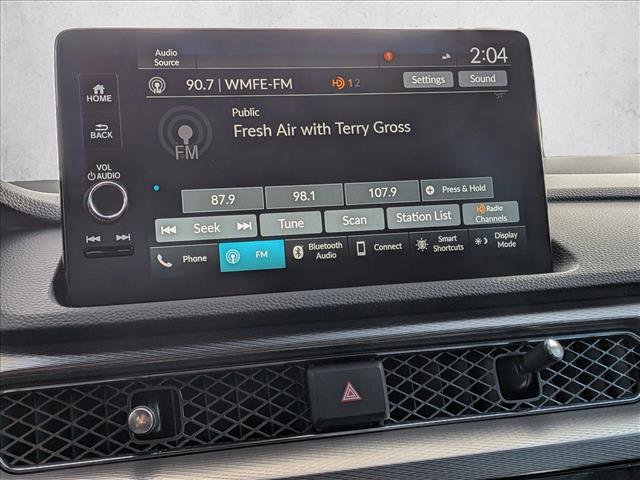 Audio
Source
1
2:04
HOME
90.7 | WMFE-FM
HD 1 2
Settings
Sound
BACK
Public
Fresh Air with Terry Gross
FM
VOL
AUDIO
87.9
98.1
107.9
Press & Hold
Seek
Tune
Scan
Station List
HD Radio
Channels
Phone
FM
Bluetooth
Audio
Connect
Smart
Shortcuts
Display
Mode